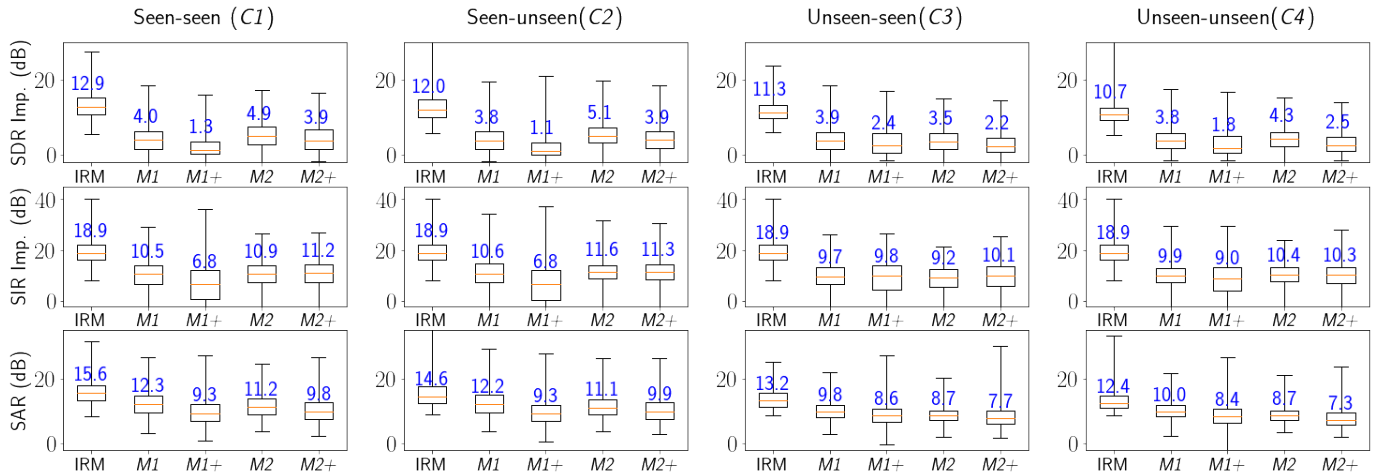 Seen-seen (C1) Seen-unseen(C2) Unseen-seen(C3) Unseen-unseen(C4)
SDR Imp. (dB)
20 20 20 20
12.9 4.0 1.3 4.9 3.9 12.0 3.8 1.1 5.1 3.9 11.3 3.9 2.4 3.5 2.2 10.7 3.8 1.8 4.3 2.5
0 0 0 0
IRM M1 M1+ M2 M2+ IRM M1 M1+ M2 M2+ IRM M1 M1+ M2 M2+ IRM M1 M1+ M2 M2+
SIR Imp. (dB)
40 40 40 40
18.9 10.5 6.8 10.9 11.2 18.9 10.6 6.8 11.6 11.3 18.9 9.7 9.8 9.2 10.1 18.9 9.9 9.0 10.4 10.3
20 20 20 20
0 0 0 0
IRM M1 M1+ M2 M2+ IRM M1 M1+ M2 M2+ IRM M1 M1+ M2 M2+ IRM M1 M1+ M2 M2+
SAR (dB)
20 20 20 20
15.6 12.3 9.3 11.2 9.8 14.6 12.2 9.3 11.1 9.9 13.2 9.8 8.6 8.7 7.7 12.4 10.0 8.4 8.7 7.3
0 0 0 0
IRM M1 M1+ M2 M2+ IRM M1 M1+ M2 M2+ IRM M1 M1+ M2 M2+ IRM M1 M1+ M2 M2+